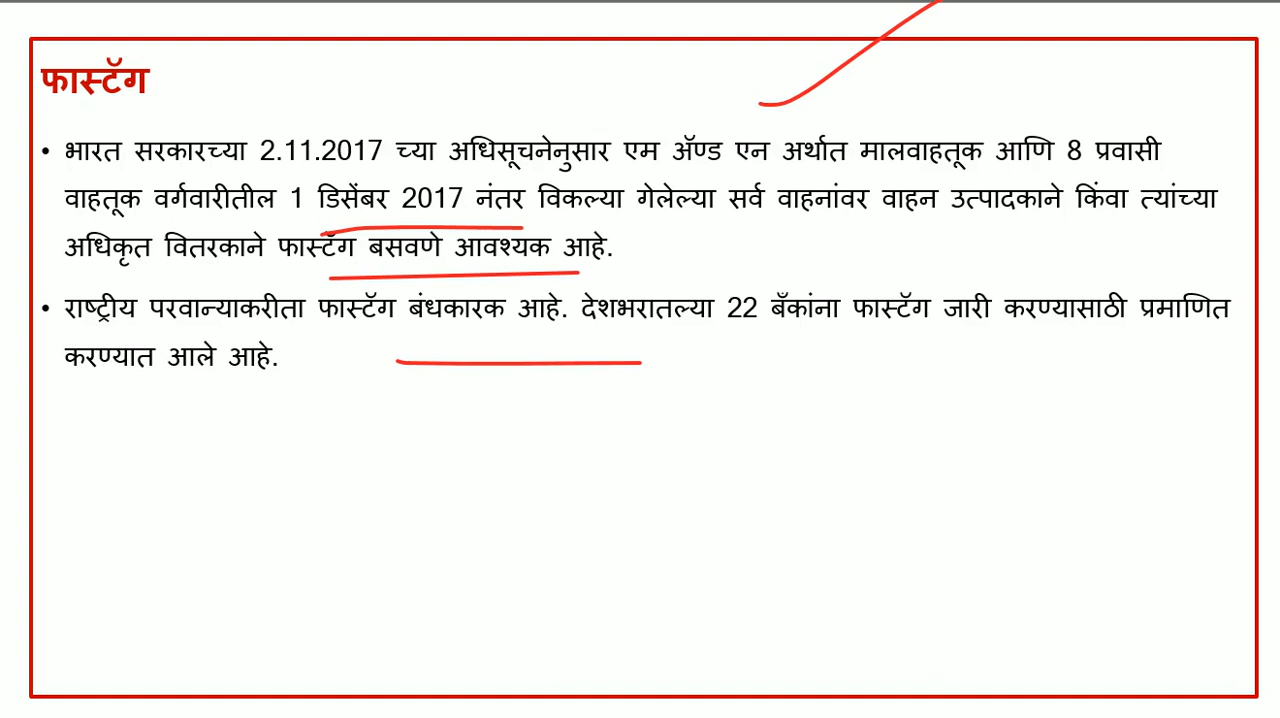 फास्टॅग
• भारत सरकारच्या 2.11.2017 च्या अधिसूचनेनुसार एम ॲण्ड एन अर्थात मालवाहतूक आणि 8 प्रवासी
वाहतूक वर्गवारीतील 1 डिसेंबर 2017 नंतर विकल्या गेलेल्या सर्व वाहनांवर वाहन उत्पादकाने किंवा त्यांच्या
अधिकृत वितरकाने फास्टॅग बसवणे आवश्यक आहे.
• राष्ट्रीय परवान्याकरीता फास्टॅग बंधकारक आहे. देशभरातल्या 22 बँकांना फास्टॅग जारी करण्यासाठी प्रमाणित
करण्यात आले आहे.